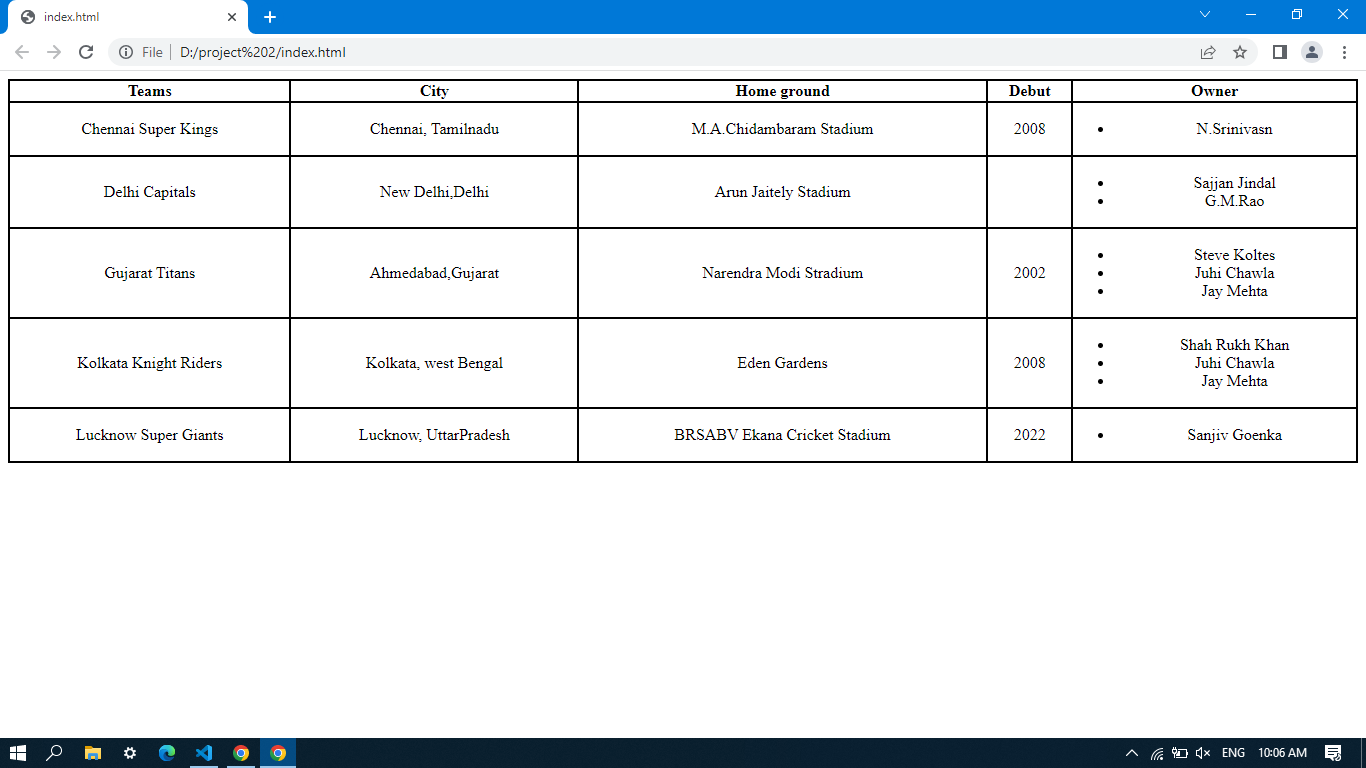 index.html
File | D:/project%202/index.html
Teams City Home ground Debut Owner
Chennai Super Kings Chennai, Tamilnadu M.A.Chidambaram Stadium 2008 • N.Srinivasn
Delhi Capitals New Delhi,Delhi Arun Jaitely Stadium • Sajjan Jindal
• G.M.Rao
Gujarat Titans Ahmedabad,Gujarat Narendra Modi Stradium 2002 • Steve Koltes
• Juhi Chawla
• Jay Mehta
Kolkata Knight Riders Kolkata, west Bengal Eden Gardens 2008 • Shah Rukh Khan
• Juhi Chawla
• Jay Mehta
Lucknow Super Giants Lucknow, UttarPradesh BRSABV Ekana Cricket Stadium 2022 • Sanjiv Goenka
ENG 10:06 AM